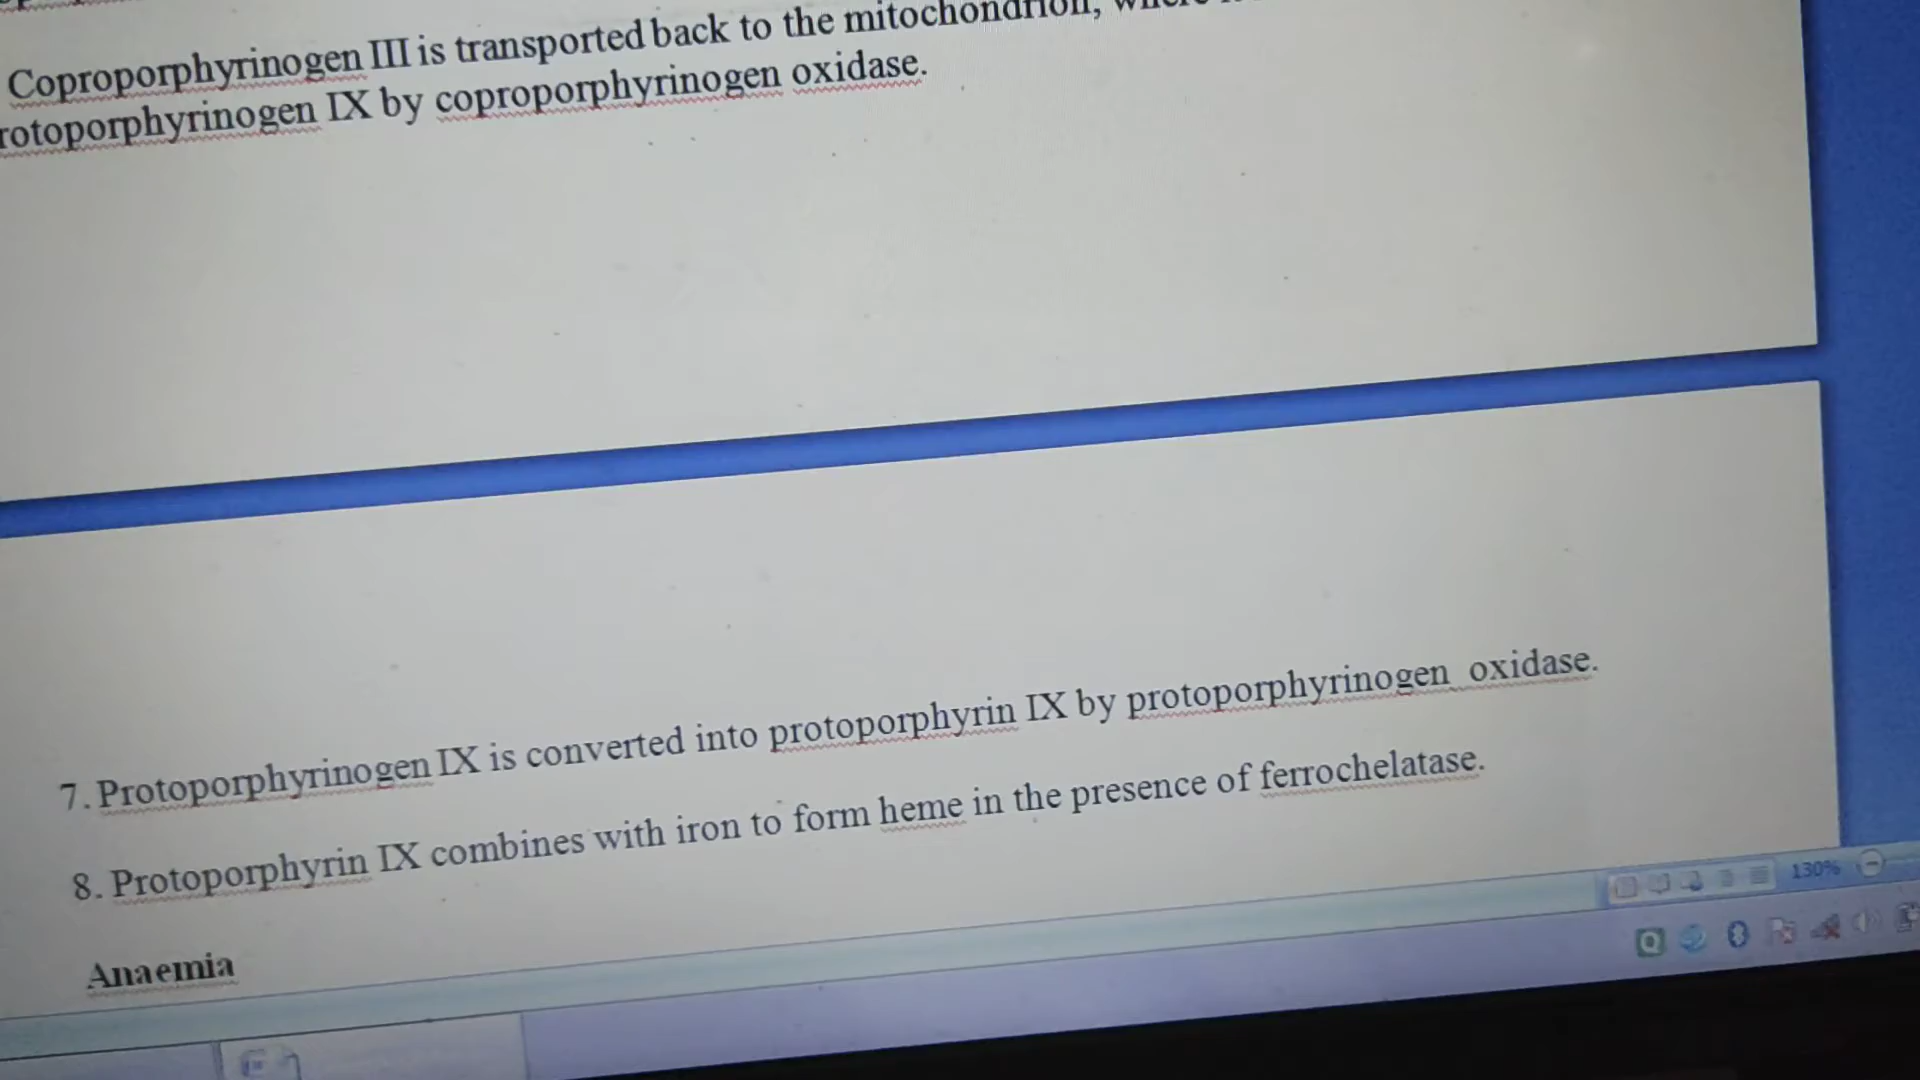 Coproporphyrinogen III is transported back to the mitochondrion,
rotoporphyrinogen IX by coproporphyrinogen oxidase.
7. Protoporphyrinogen IX is converted into protoporphyrin IX by protoporphyrinogen oxidase.
8. Protoporphyrin IX combines with iron to form heme in the presence of ferrochelatase.
Anaemia
130%